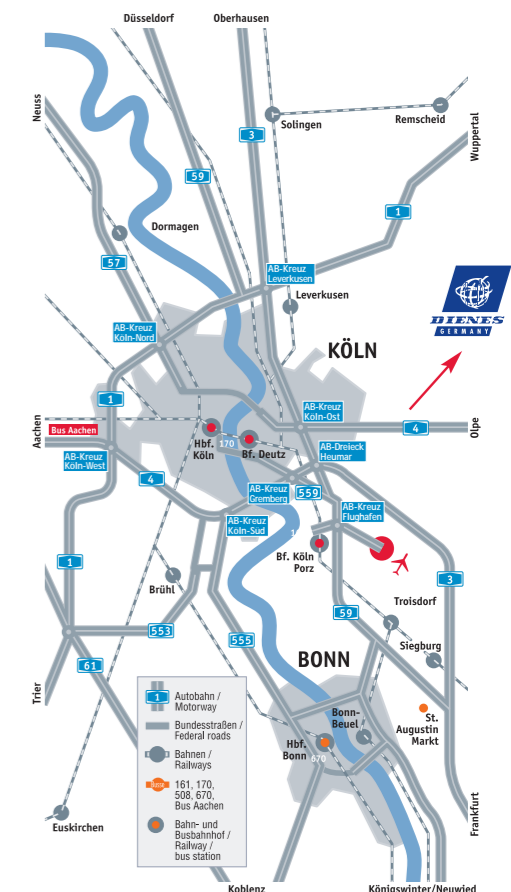 Düsseldorf
Oberhausen
Neuss
3
Solingen
Remscheid
Wuppertal
59
1
Dormagen
57
AB-Kreuz
Leverkusen
Leverkusen
DIENES
GERMANY
AB-Kreuz
Köln-Nord
KÖLN
1
AB-Kreuz
Köln-Ost
4
Olpe
Aachen
Bus Aachen
Hbf.
Köln
170
Bf. Deutz
AB-Kreuz
Köln-West
AB-Dreieck
Heumar
4
AB-Kreuz
Gremberg
559
AB-Kreuz
Flughafen
AB-Kreuz
Köln-Süd
1
Bf. Köln
Porz
1
3
Brühl
59
Troisdorf
553
555
Siegburg
61
BONN
Trier
1
Autobahn /
Motorway
Bundesstraßen /
Federal roads
Bahnen /
Railways
161, 170,
508, 670,
Bus Aachen
Bahn- und
Busbahnhof /
Railway /
bus station
Bonn-
Beuel
St.
Augustin
Markt
Hbf.
Bonn
670
Euskirchen
Frankfurt
Koblenz
Königswinter/Neuwied